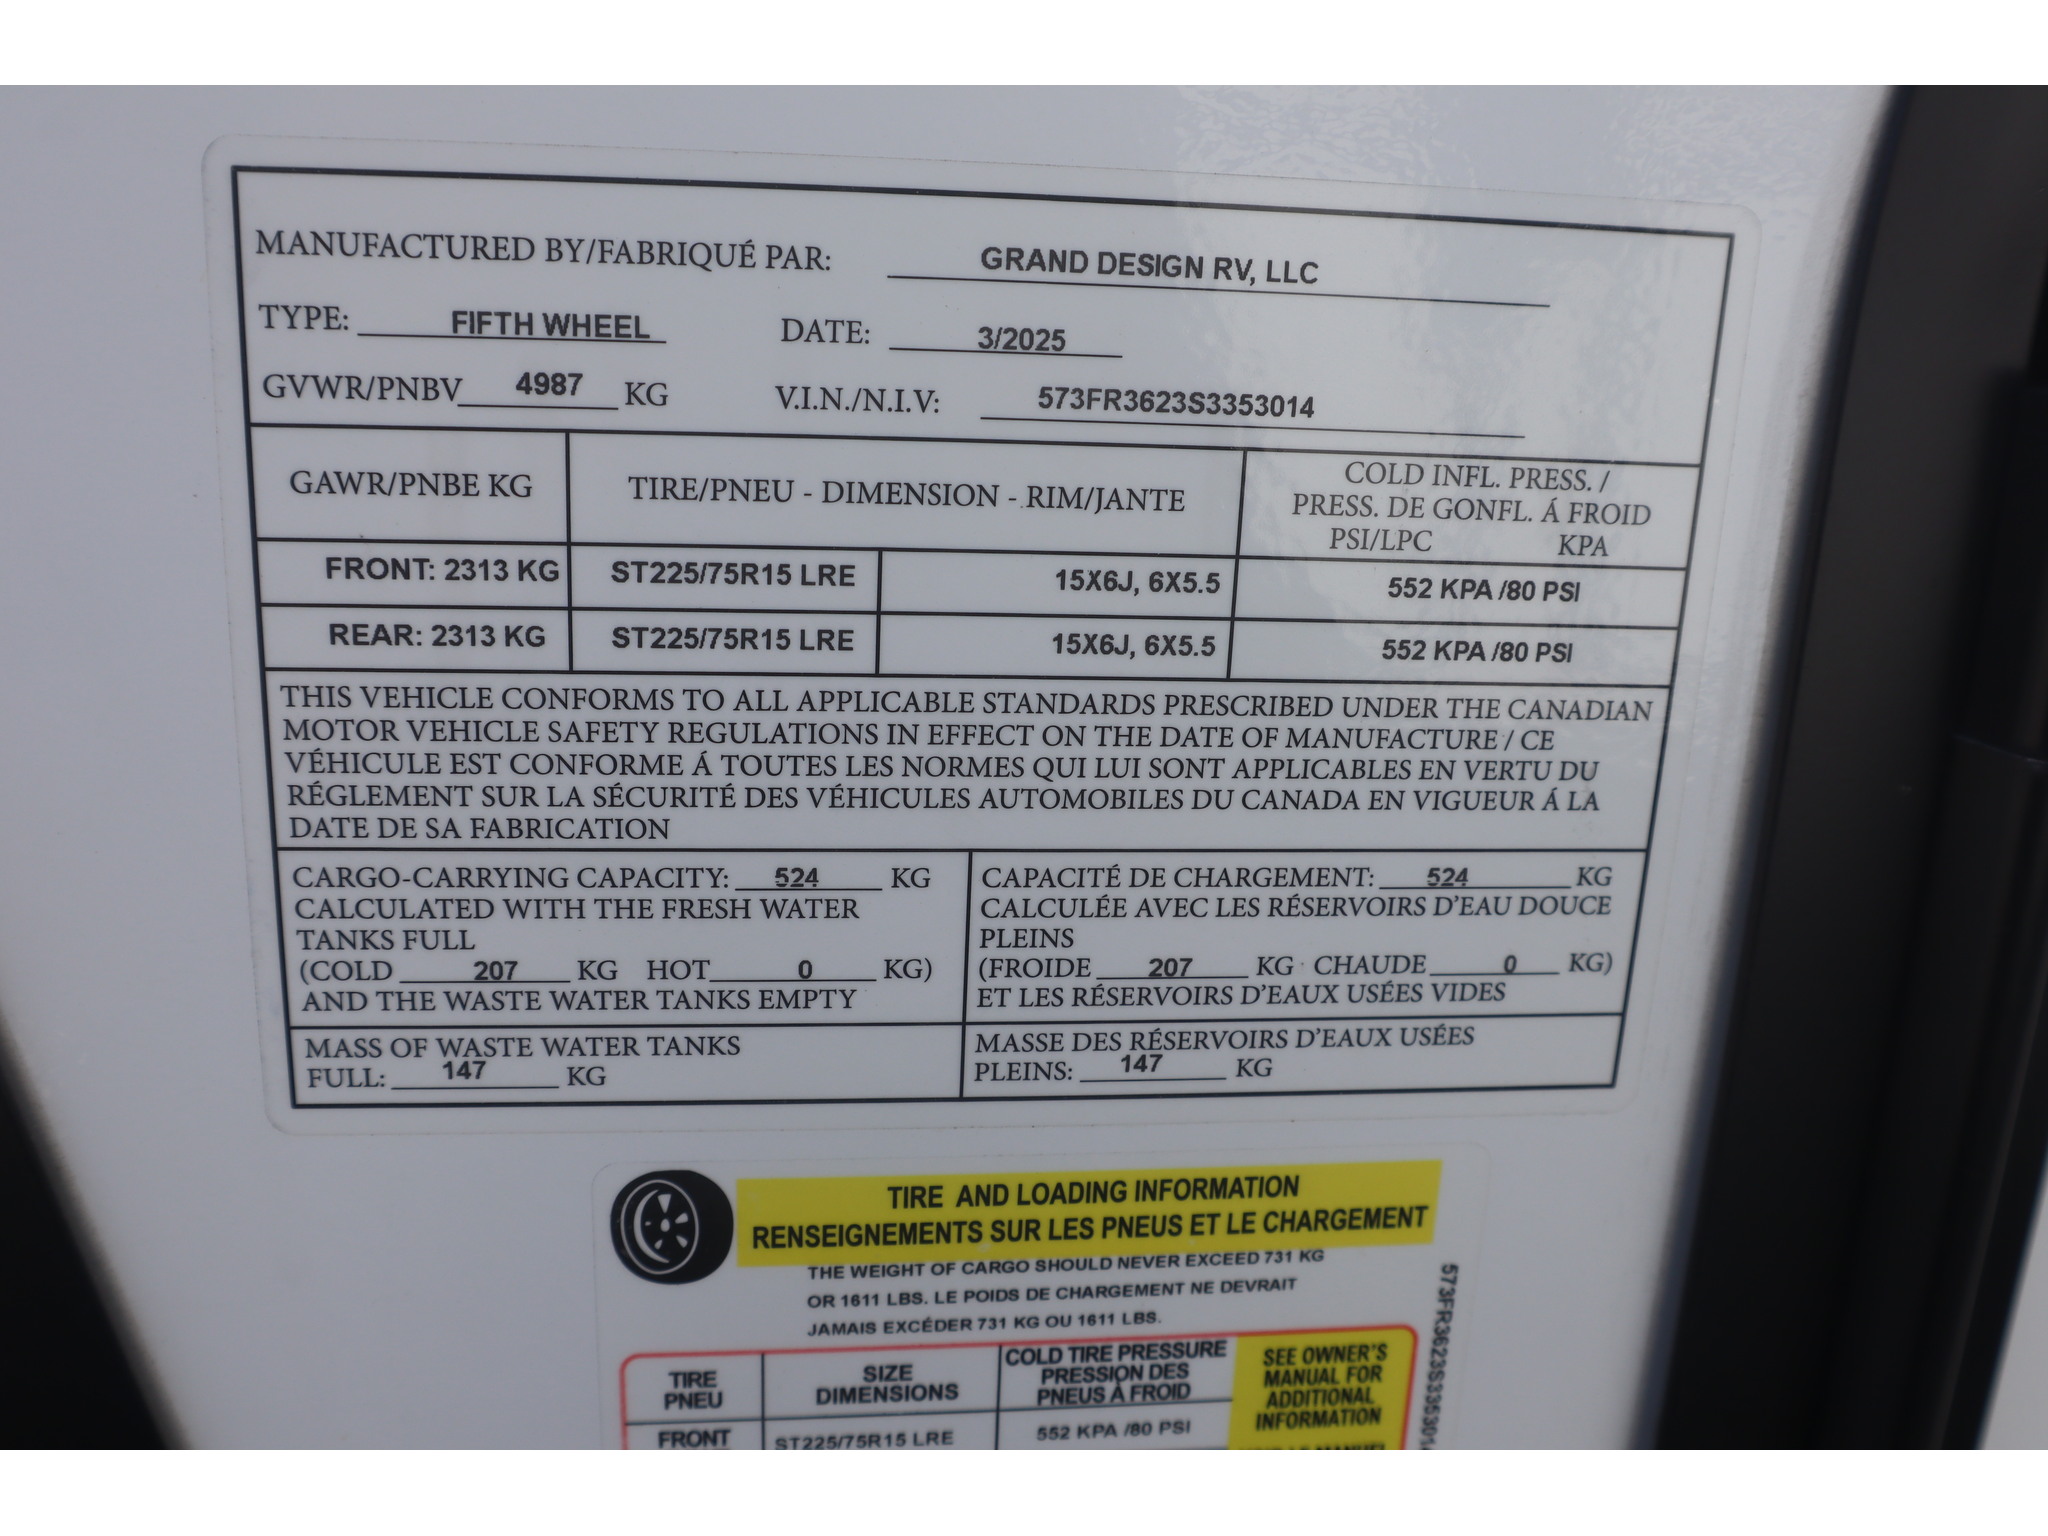 MANUFACTURED BY/FABRIQUÉ PAR: GRAND DESIGN RV, LLC
TYPE: FIFTH WHEEL DATE: 3/2025
GVWR/PNBV 4987 KG V.I.N./N.I.V: 573FR3623S3353014
GAWR/PNBE KG TIRE/PNEU - DIMENSION - RIM/JANTE COLD INFL. PRESS. /
PRESS. DE GONFL. Á FROID
PSI/LPC KPA
FRONT: 2313 KG ST225/75R15 LRE 15X6J, 6X5.5 552 KPA /80 PSI
REAR: 2313 KG ST225/75R15 LRE 15X6J, 6X5.5 552 KPA /80 PSI
THIS VEHICLE CONFORMS TO ALL APPLICABLE STANDARDS PRESCRIBED UNDER THE CANADIAN
MOTOR VEHICLE SAFETY REGULATIONS IN EFFECT ON THE DATE OF MANUFACTURE / CE
VÉHICULE EST CONFORME Á TOUTES LES NORMES QUI LUI SONT APPLICABLES EN VERTU DU
RÉGLEMENT SUR LA SÉCURITÉ DES VÉHICULES AUTOMOBILES DU CANADA EN VIGUEUR Á LA
DATE DE SA FABRICATION
CARGO-CARRYING CAPACITY: 524 KG
CALCULATED WITH THE FRESH WATER
TANKS FULL
(COLD 207 KG HOT 0 KG)
AND THE WASTE WATER TANKS EMPTY
CAPACITÉ DE CHARGEMENT: 524 KG
CALCULÉE AVEC LES RÉSERVOIRS D'EAU DOUCE
PLEINS
(FROIDE 207 KG CHAUDE 0 KG)
ET LES RÉSERVOIRS D'EAUX USÉES VIDES
MASS OF WASTE WATER TANKS
FULL: 147 KG
MASSE DES RÉSERVOIRS D'EAUX USÉES
PLEINS: 147 KG
TIRE AND LOADING INFORMATION
RENSEIGNEMENTS SUR LES PNEUS ET LE CHARGEMENT
THE WEIGHT OF CARGO SHOULD NEVER EXCEED 731 KG
OR 1611 LBS. LE POIDS DE CHARGEMENT NE DEVRAIT
JAMAIS EXCÉDER 731 KG OU 1611 LBS.
TIRE
PNEU
SIZE
DIMENSIONS
COLD TIRE PRESSURE
PRESSION DES
PNEUS À FROID
SEE OWNER'S
MANUAL FOR
ADDITIONAL
INFORMATION
FRONT ST225/75R15 LRE 552 KPA /80 PSI
573FR3623S335301